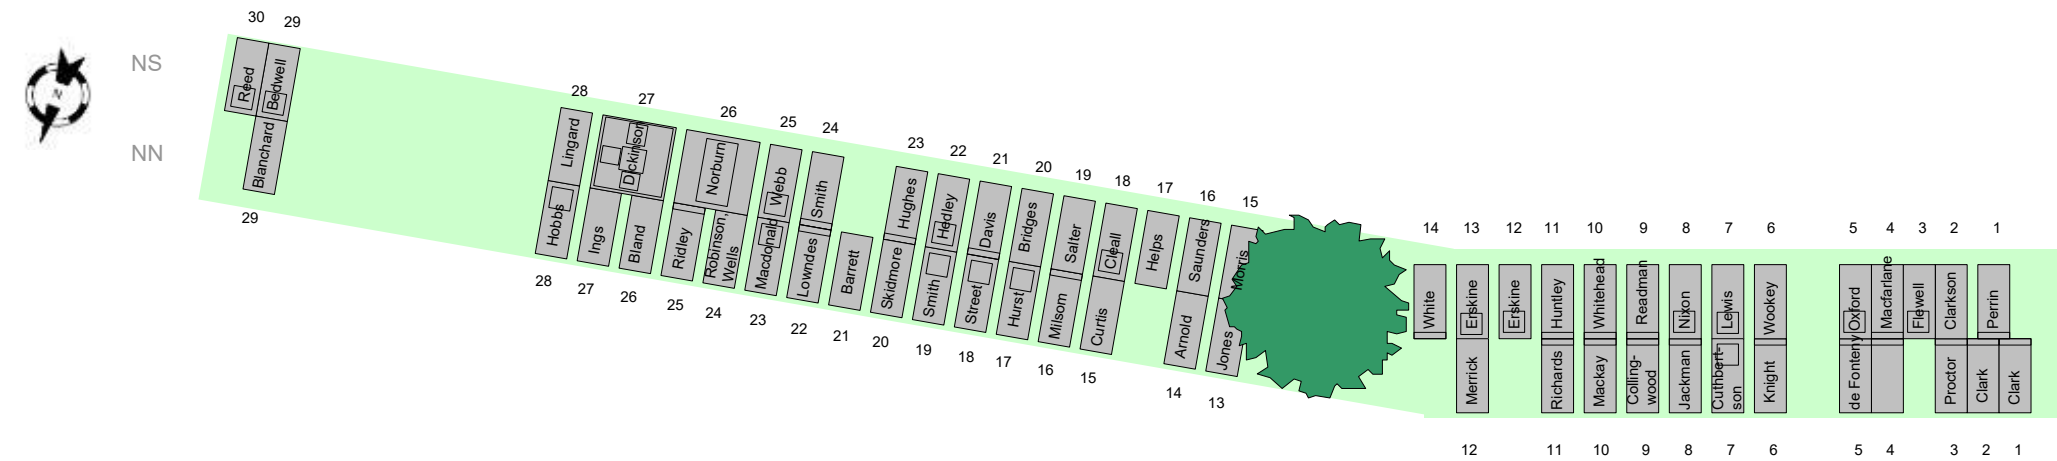 30 29
NS
Reed
Bedwell
N
NN
Blanchard
29
28 27 26 25 24 23 22 21 20 19 18 17 16 15
Lingard
Dickinson
Norburn
Webb
Smith
Hughes
Hedley
Davis
Bridges
Salter
Cleall
Helps
Saunders
Morris
Hobbs
Ings
Bland
Ridley
Robinson,
Wells
Macdonald
Lowndes
Barrett
Skidmore
Smith
Street
Hurst
Milsom
Curtis
Arnold
Jones
28 27 26 25 24 23 22 21 20 19 18 17 16 15 14 13
14 13 12 11 10 9 8 7 6 5 4 3 2 1
White
Erskine
Erskine
Huntley
Whitehead
Readman
Nixon
Lewis
Wookey
Oxford
Macfarlane
Flewell
Clarkson
Perrin
Merrick
Richards
Mackay
Colling-
wood
Jackman
Cuthbert-
son
Knight
de Fonteny
Proctor
Clark
Clark
12 11 10 9 8 7 6 5 4 3 2 1